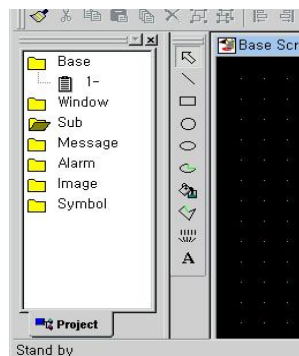 Base Scr
Base
1-
Window
Sub
Message
Alarm
Image
Symbol
A
Project
Stand by